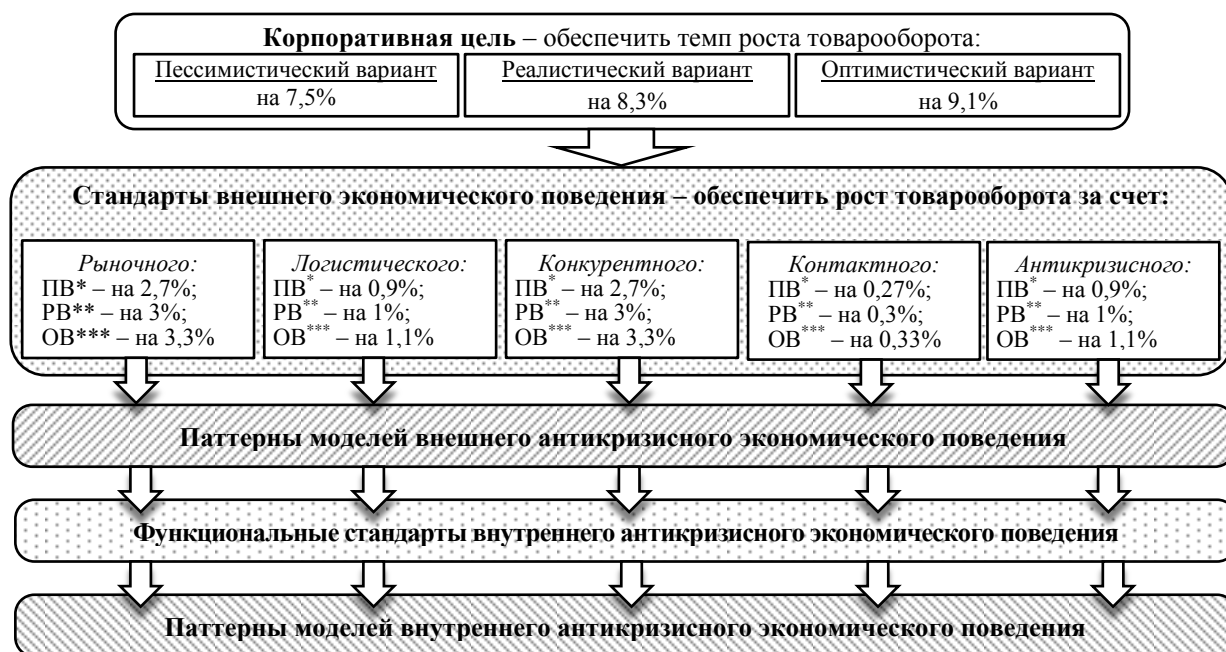 Корпоративная цель – обеспечить темп роста товарооборота:
Пессимистический вариант
на 7,5%
Реалистический вариант
на 8,3%
Оптимистический вариант
на 9,1%
Стандарты внешнего экономического поведения – обеспечить рост товарооборота за счет:
Рыночного:
ПВ* – на 2,7%;
РВ** – на 3%;
ОВ*** – на 3,3%
Логистического:
ПВ* – на 0,9%;
РВ** – на 1%;
ОВ*** – на 1,1%
Конкурентного:
ПВ* – на 2,7%;
РВ** – на 3%;
ОВ*** – на 3,3%
Контактного:
ПВ* – на 0,27%;
РВ** – на 0,3%;
ОВ*** – на 0,33%
Антикризисного:
ПВ* – на 0,9%;
РВ** – на 1%;
ОВ*** – на 1,1%
Паттерны моделей внешнего антикризисного экономического поведения
Функциональные стандарты внутреннего антикризисного экономического поведения
Паттерны моделей внутреннего антикризисного экономического поведения